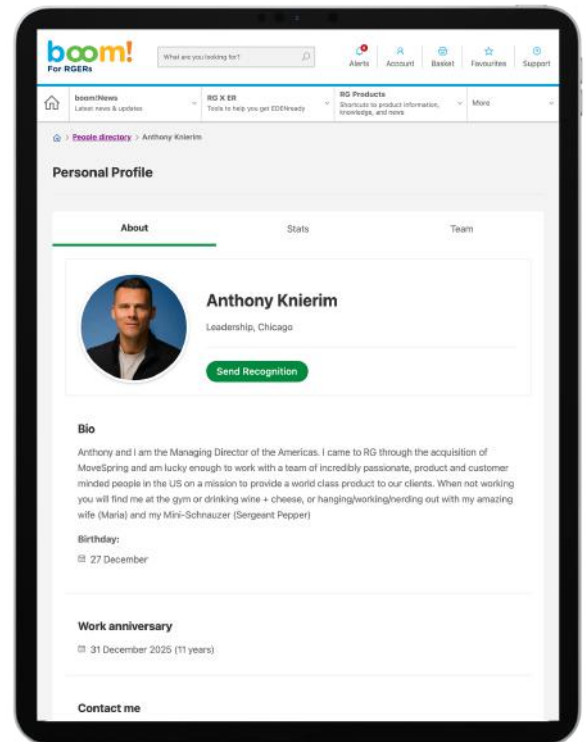 boom!
For RGERs
What are you looking for?
Alerts
Account
Basket
Favourites
Support
boom!News
Latest news & updates
RG X ER
Tools to help you get EDENready
RG Products
Shortcuts to product information,
knowledge, and news
More
> People directory > Anthony Knierim
Personal Profile
About
Stats
Team
Anthony Knierim
Leadership, Chicago
Send Recognition
Bio
Anthony and I am the Managing Director of the Americas. I came to RG through the acquisition of
MoveSpring and am lucky enough to work with a team of incredibly passionate, product and customer
minded people in the US on a mission to provide a world class product to our clients. When not working
you will find me at the gym or drinking wine + cheese, or hanging/working/nerding out with my amazing
wife (Maria) and my Mini-Schnauzer (Sergeant Pepper)
Birthday:
27 December
Work anniversary
31 December 2025 (11 years)
Contact me